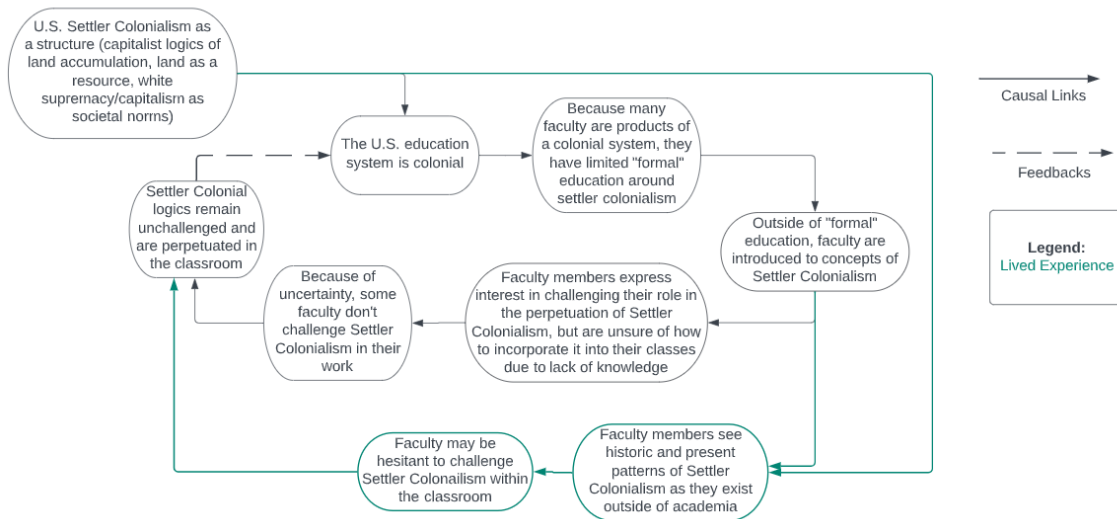 U.S. Settler Colonialism as
a structure (capitalist logics of
land accumulation, land as a
resource, white
supremacy/capitalism as
societal norms)
The U.S. education
system is colonial
Because many
faculty are products of
a colonial system, they
have limited "formal"
education around
settler colonialism
Outside of "formal"
education, faculty are
introduced to concepts of
Settler Colonialism
Faculty members express
interest in challenging their role in
the perpetuation of Settler
Colonialism, but are unsure of how
to incorporate it into their classes
due to lack of knowledge
Because of
uncertainty, some
faculty don't
challenge Settler
Colonialism in their
work
Settler Colonial
logics remain
unchallenged and
are perpetuated in
the classroom
Faculty members see
historic and present
patterns of Settler
Colonialism as they exist
outside of academia
Faculty may be
hesitant to challenge
Settler Colonailism within
the classroom
Causal Links
Feedbacks
Legend:
Lived Experience